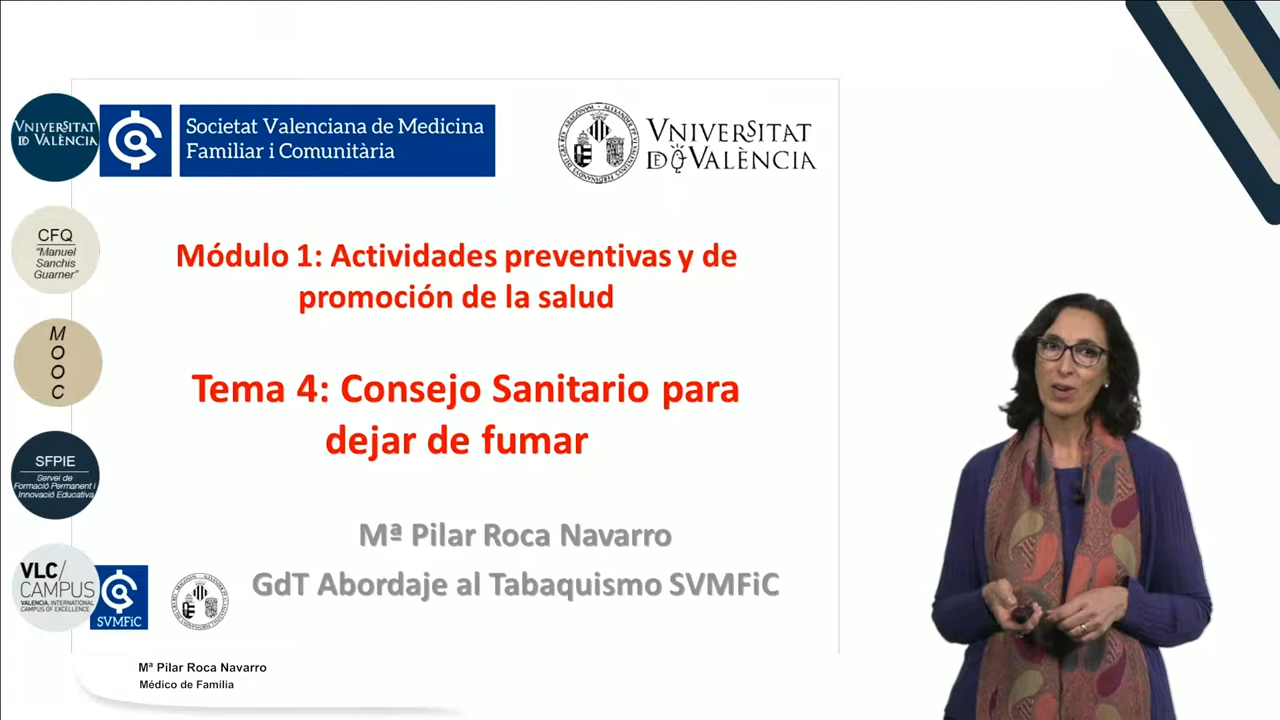 VNIVERSITAT
DE VALÈNCIA
Societat Valenciana de Medicina
Familiar i Comunitària
VNIVERSITAT
DE VALÈNCIA
CFQ
"Manuel
Sanchis
Guarner"
Módulo 1: Actividades preventivas y de
promoción de la salud
M
O
O
C
Tema 4: Consejo Sanitario para
dejar de fumar
SFPIE
Servei de
Formació Permanent i
Innovació Educativa
Mª Pilar Roca Navarro
GdT Abordaje al Tabaquismo SVMFiC
VLC/
CAMPUS
VALENCIA, INTERNATIONAL
CAMPUS OF EXCELLENCE
SVMFiC
Mª Pilar Roca Navarro
Médico de Familia